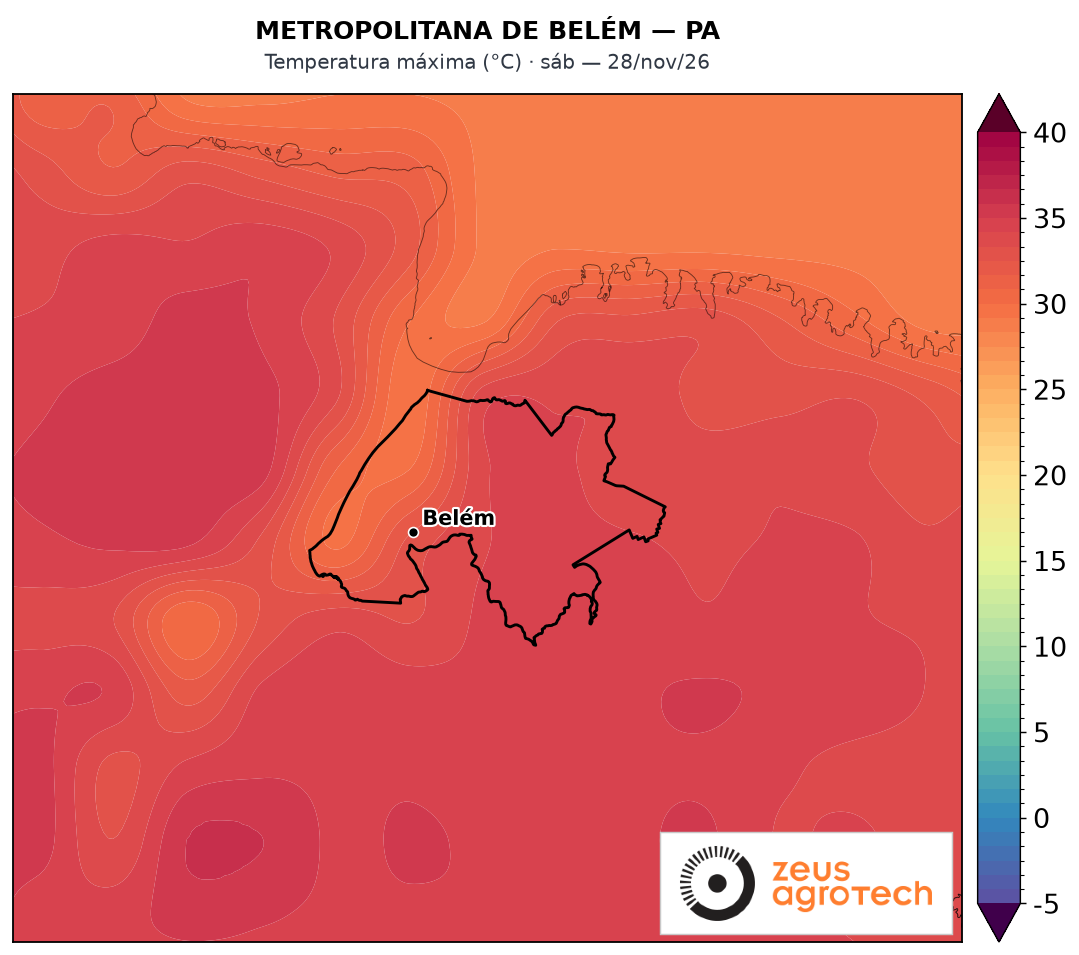 METROPOLITANA DE BELÉM — PA
Temperatura máxima (°C) · sáb — 28/nov/26
40
35
30
25
20
15
10
5
0
-5
Belém
zeus
agrotech